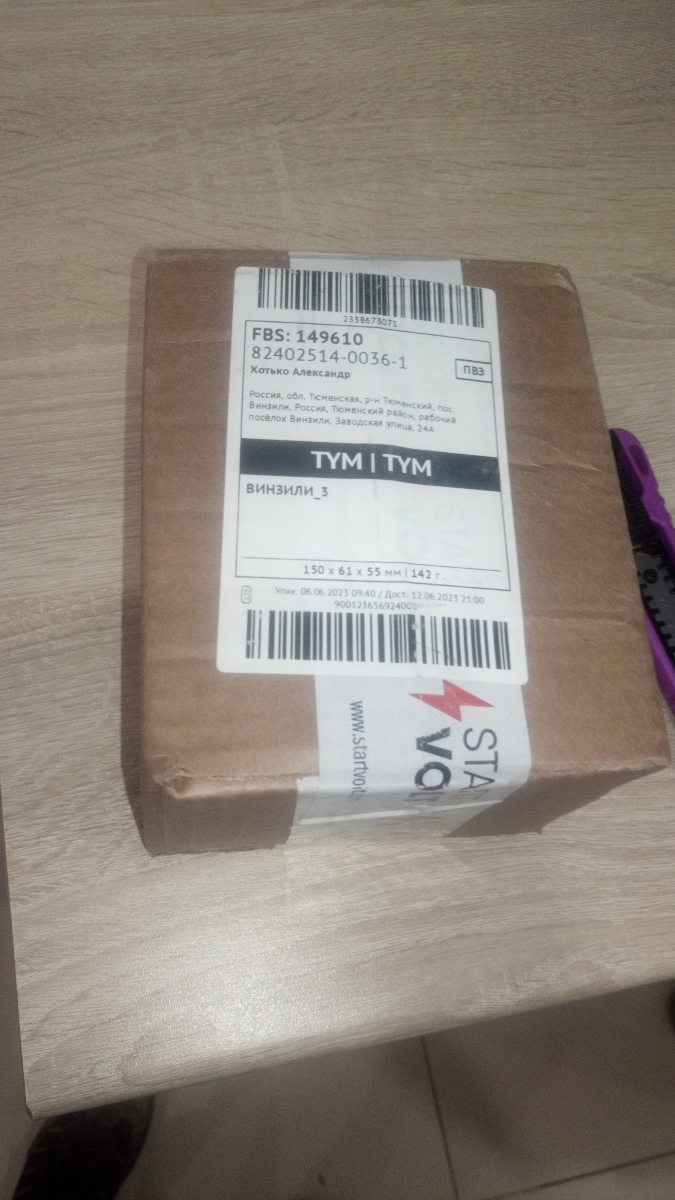 2338673071
FBS: 149610
82402514-0036-1
ПВЗ
Хотько Александр
Россия, обл. Тюменская, р-н Тюменский, пос.
Винзили, Россия, Тюменский район, рабочий
посёлок Винзили, Заводская улица, 24А
TYM | TYM
ВИНЗИЛИ_3
150 x 61 x 55 мм | 142 г.
Упак: 06.06.2023 09:40 / Дост: 12.06.2023 21:00